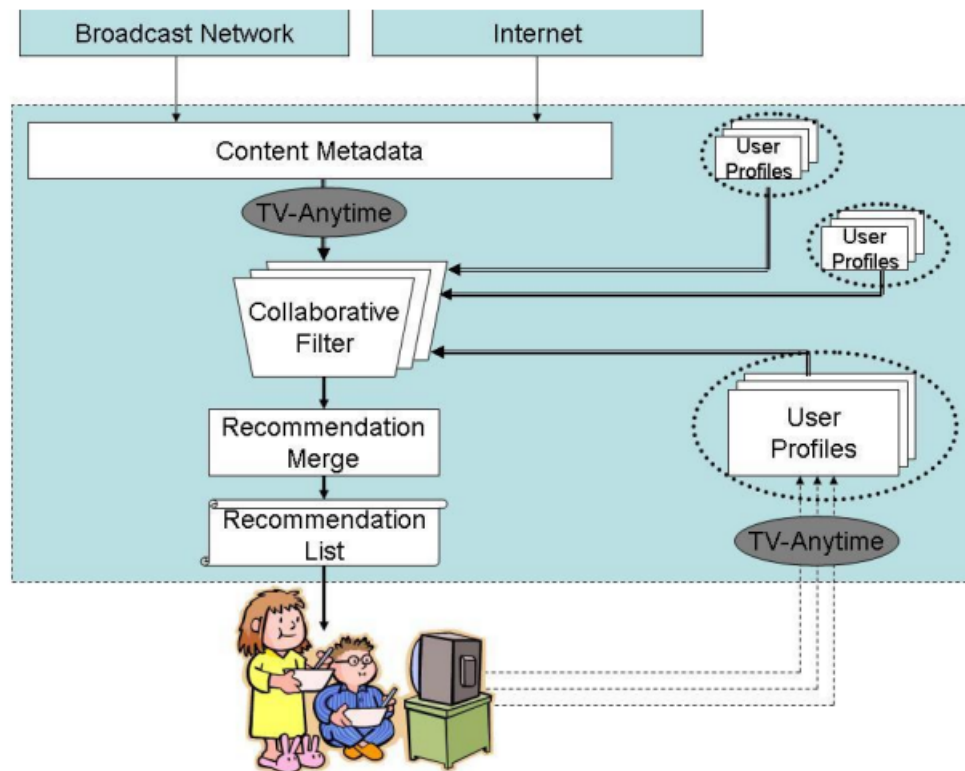 Broadcast Network
Internet
Content Metadata
User
Profiles
TV-Anytime
User
Profiles
Collaborative
Filter
User
Profiles
Recommendation
Merge
Recommendation
List
TV-Anytime